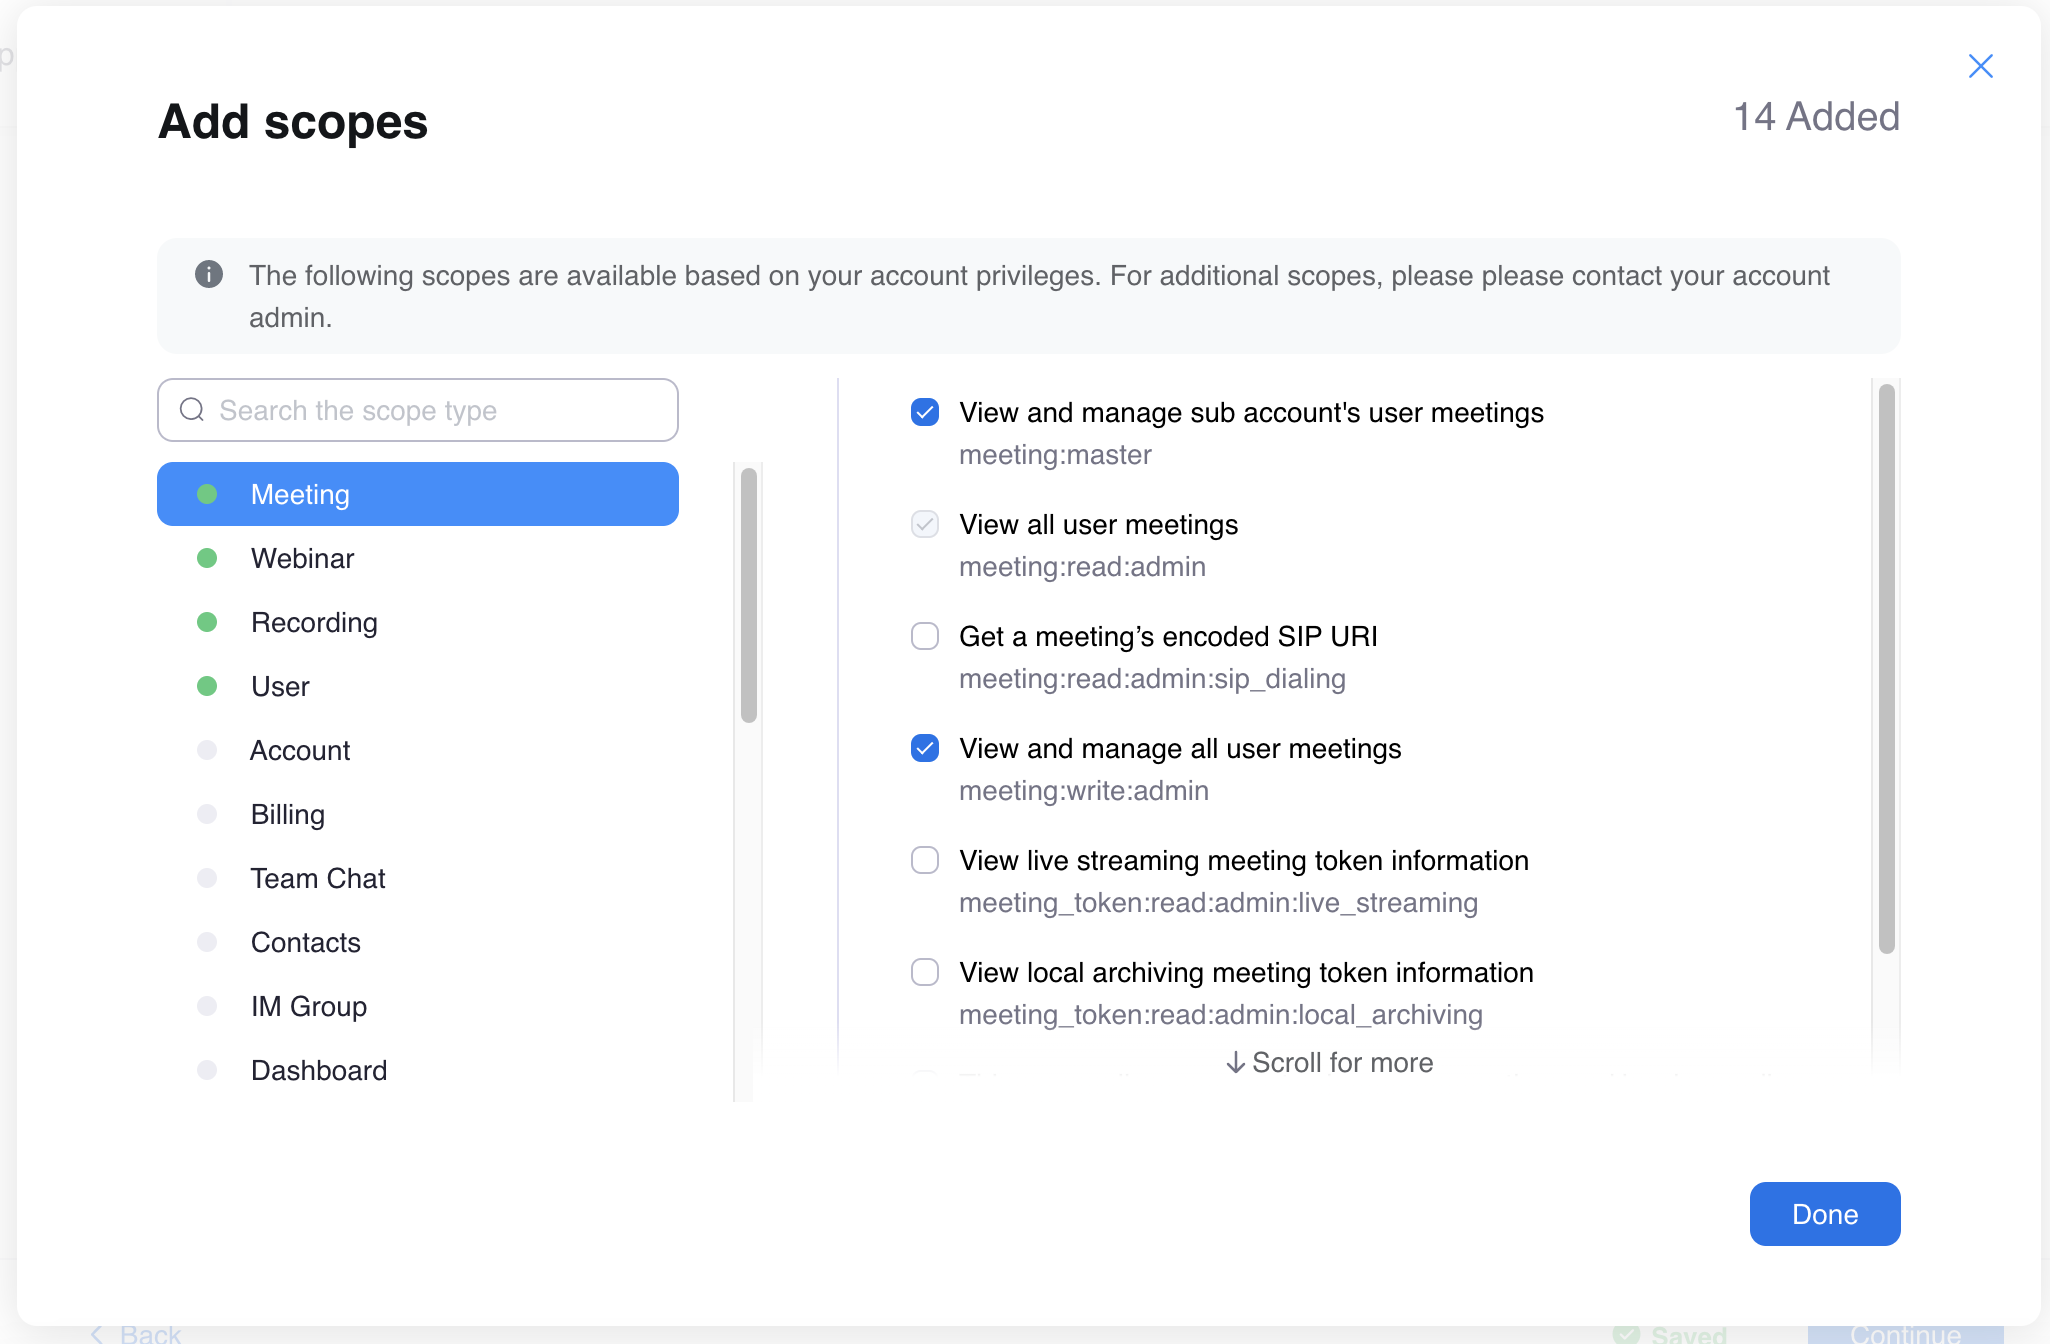 Add scopes
14 Added
The following scopes are available based on your account privileges. For additional scopes, please please contact your account
admin.
Search the scope type
Meeting
Webinar
Recording
User
Account
Billing
Team Chat
Contacts
IM Group
Dashboard
View and manage sub account's user meetings
meeting:master
View all user meetings
meeting:read:admin
Get a meeting’s encoded SIP URI
meeting:read:admin:sip_dialing
View and manage all user meetings
meeting:write:admin
View live streaming meeting token information
meeting_token:read:admin:live_streaming
View local archiving meeting token information
meeting_token:read:admin:local_archiving
Scroll for more
Done
Back
Saved
Continue